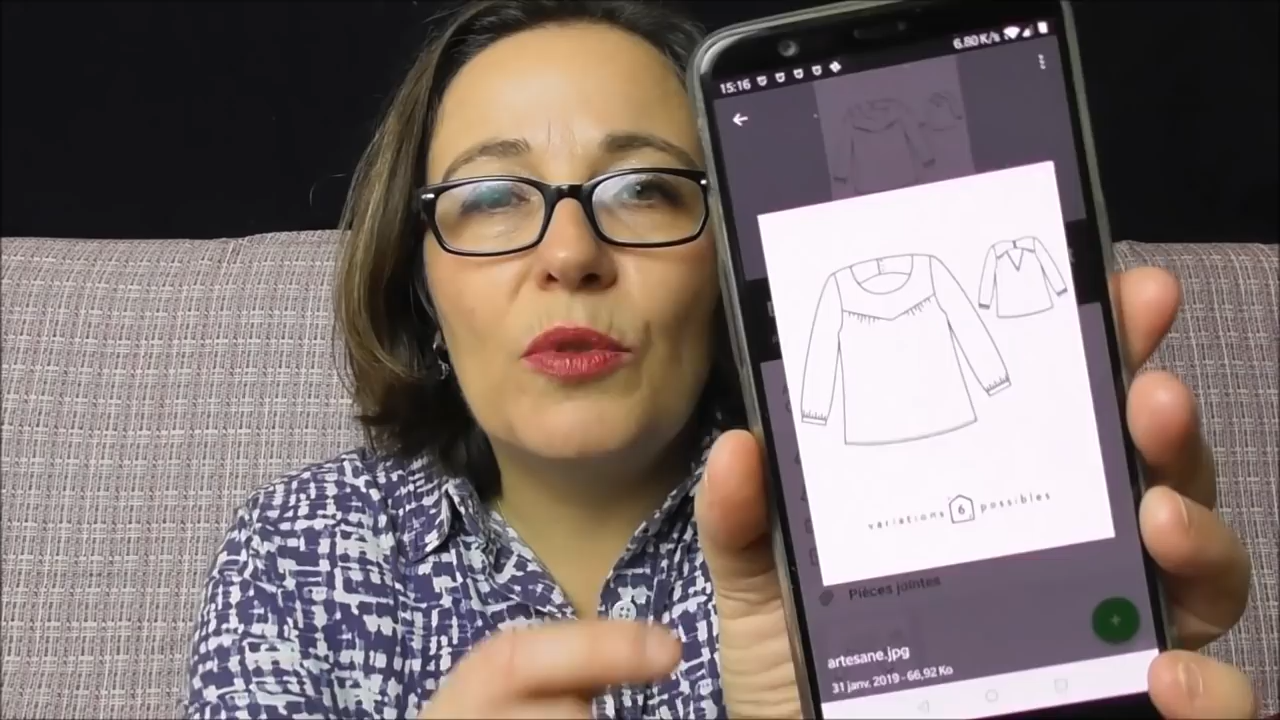 15:16 6.80 K/s
variations 6 possibles
Pièces jointes
artesane.jpg
31 janv. 2019 - 66,92 Ko